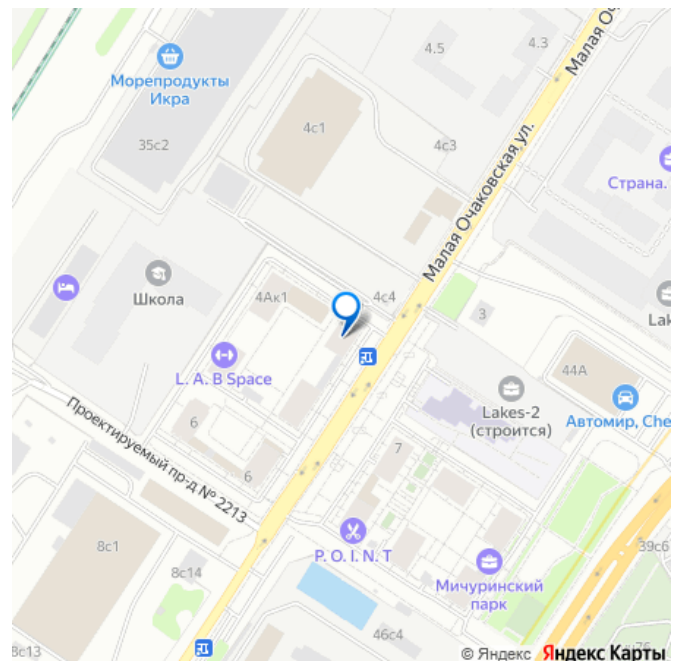 4.5
4.3
Малая Оч
Морепродукты
Икра
35с2
4с1
4с3
Малая Очаковская ул.
Страна.
Школа
4Ак1
4с4
3
Lak
L. A. B Space
44А
Lakes-2
(строится)
Автомир, Che
6
6
7
Проектируемый пр-д № 2213
P. O. I. N. T
8с1
8с14
Мичуринский
парк
39с6
46с4
8с13
© Яндекс Яндекс Карты